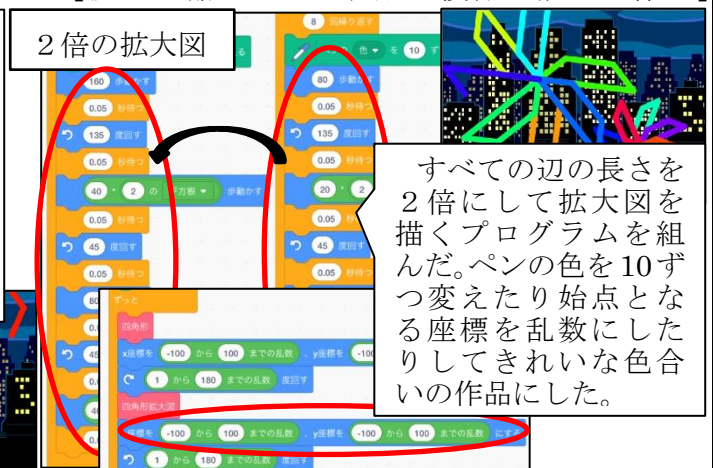 2倍の拡大図
160 歩動かす
0.05 秒待つ
135 度回す
0.05 秒待つ
40 * 2 の 平方根 歩動かす
0.05 秒待つ
45 度回す
0.05 秒待つ
80
45
8 回繰り返す
色 を 10 ず
80 歩動かす
0.05 秒待つ
135 度回す
0.05 秒待つ
20 * 2
0.05 秒待つ
45 度回す
0.05 秒待つ
ずっと
四角形
x座標を -100 から 100 までの乱数 、y座標を -100
1 から 180 までの乱数 度回す
四角形拡大図
座標を -100 から 100 までの乱数 、y座標を -100 から 100 までの乱数 にする
1 から 180 までの乱数 度回す
すべての辺の長さを
2倍にして拡大図を
描くプログラムを組
んだ。ペンの色を10ず
つ変えたり始点とな
る座標を乱数にした
りしてきれいな色合
いの作品にした。